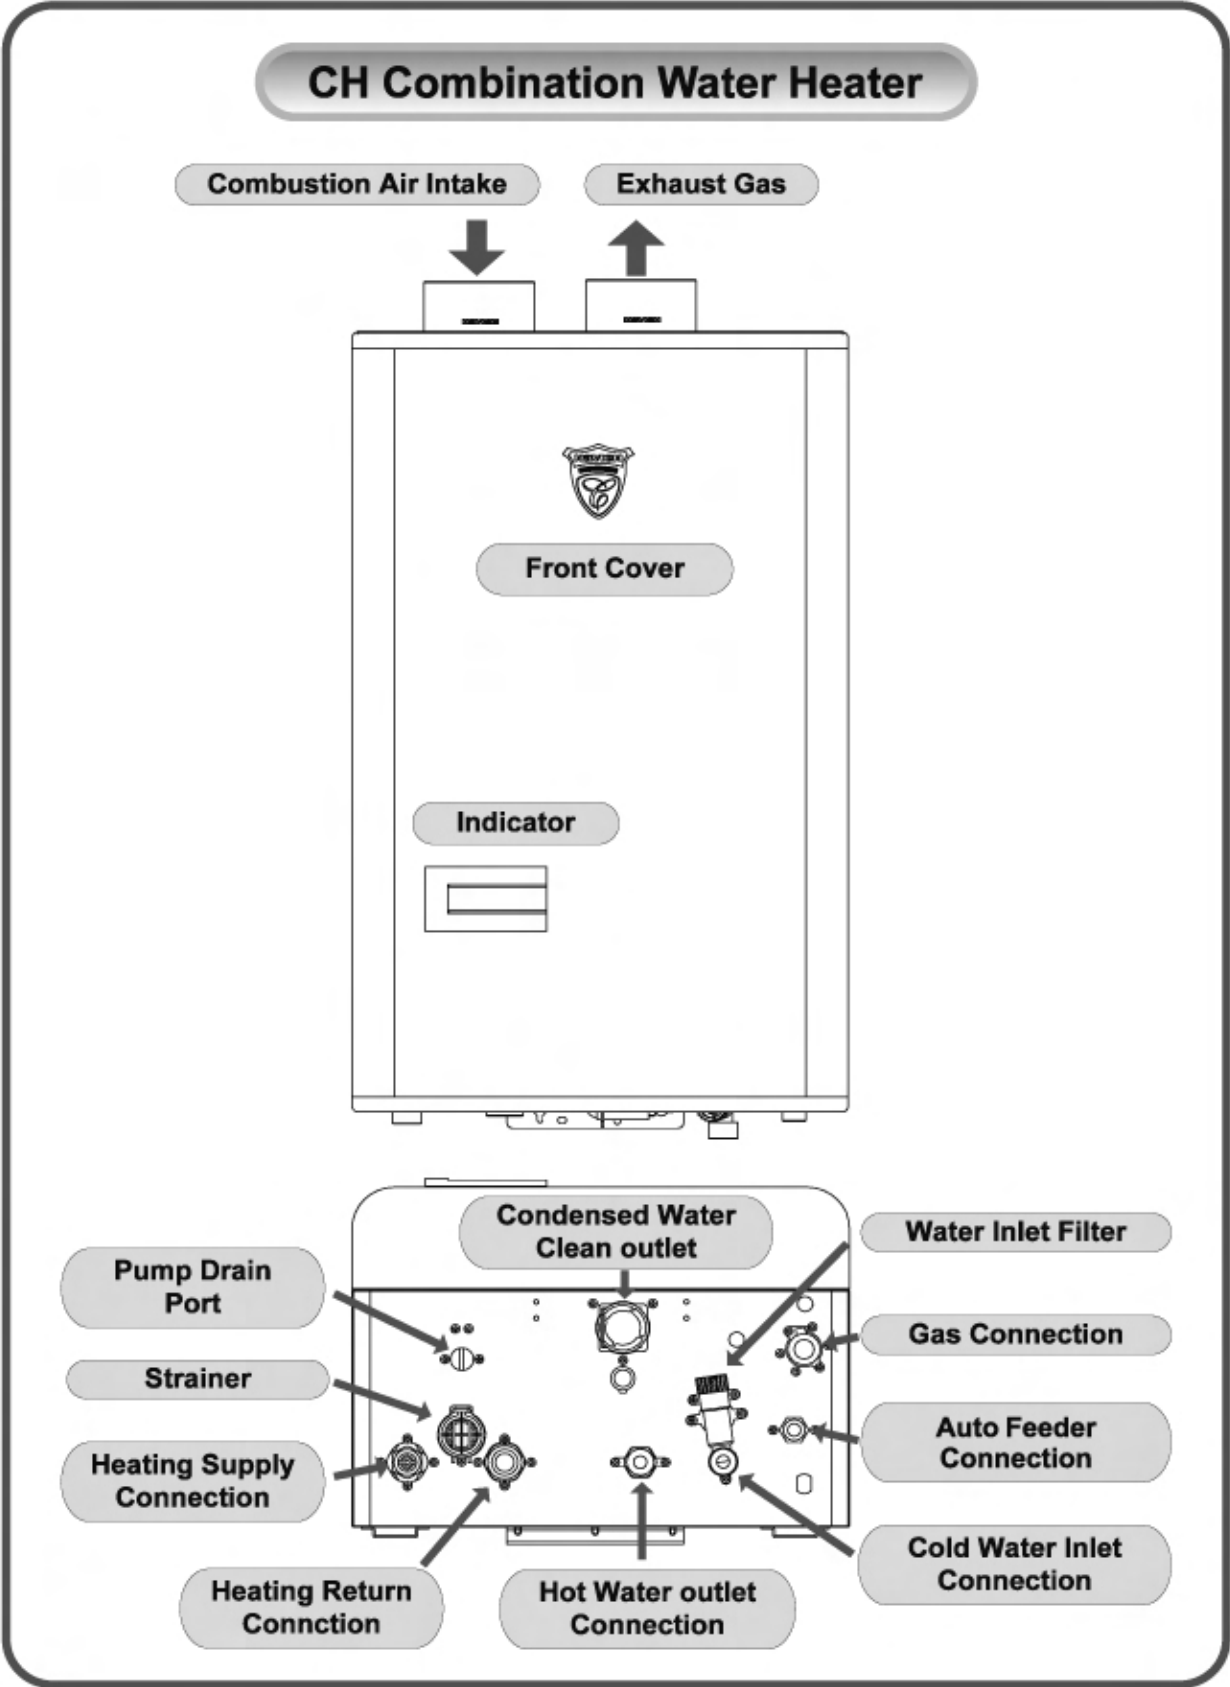 CH Combination Water Heater
Combustion Air Intake
Exhaust Gas
Front Cover
Indicator
Condensed Water
Clean outlet
Water Inlet Filter
Pump Drain
Port
Gas Connection
Strainer
Auto Feeder
Connection
Heating Supply
Connection
Cold Water Inlet
Connection
Heating Return
Connction
Hot Water outlet
Connection